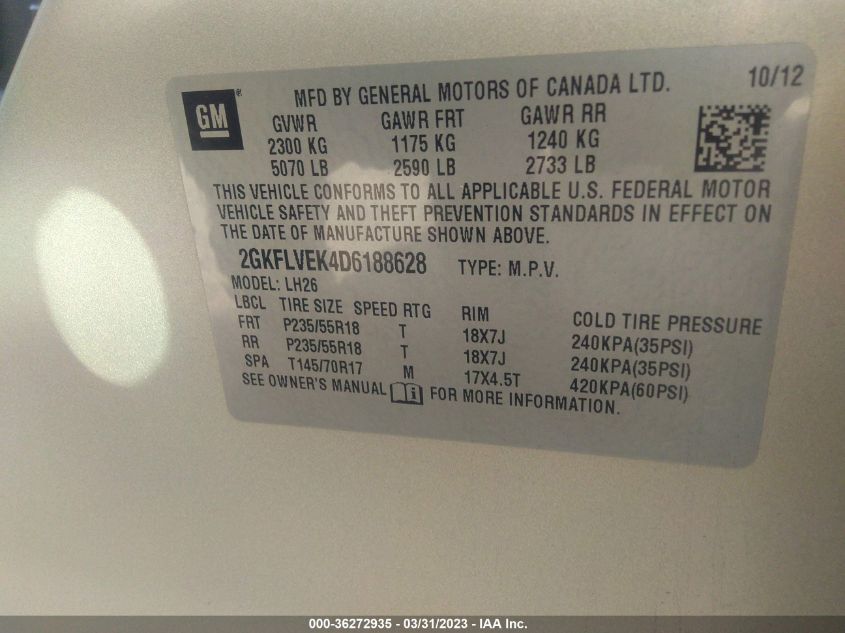 MFD BY GENERAL MOTORS OF CANADA LTD. 10/12
GM®
GVWR GAWR FRT GAWR RR
2300 KG 1175 KG 1240 KG
5070 LB 2590 LB 2733 LB
THIS VEHICLE CONFORMS TO ALL APPLICABLE U.S. FEDERAL MOTOR
VEHICLE SAFETY AND THEFT PREVENTION STANDARDS IN EFFECT ON
THE DATE OF MANUFACTURE SHOWN ABOVE.
2GKFLVEK4D6188628 TYPE: M.P.V.
MODEL: LH26
LBCL TIRE SIZE SPEED RTG RIM COLD TIRE PRESSURE
FRT P235/55R18 T 18X7J 240KPA(35PSI)
RR P235/55R18 T 18X7J 240KPA(35PSI)
SPA T145/70R17 M 17X4.5T 420KPA(60PSI)
SEE OWNER'S MANUAL i FOR MORE INFORMATION.
000-36272935 - 03/31/2023 - IAA Inc.